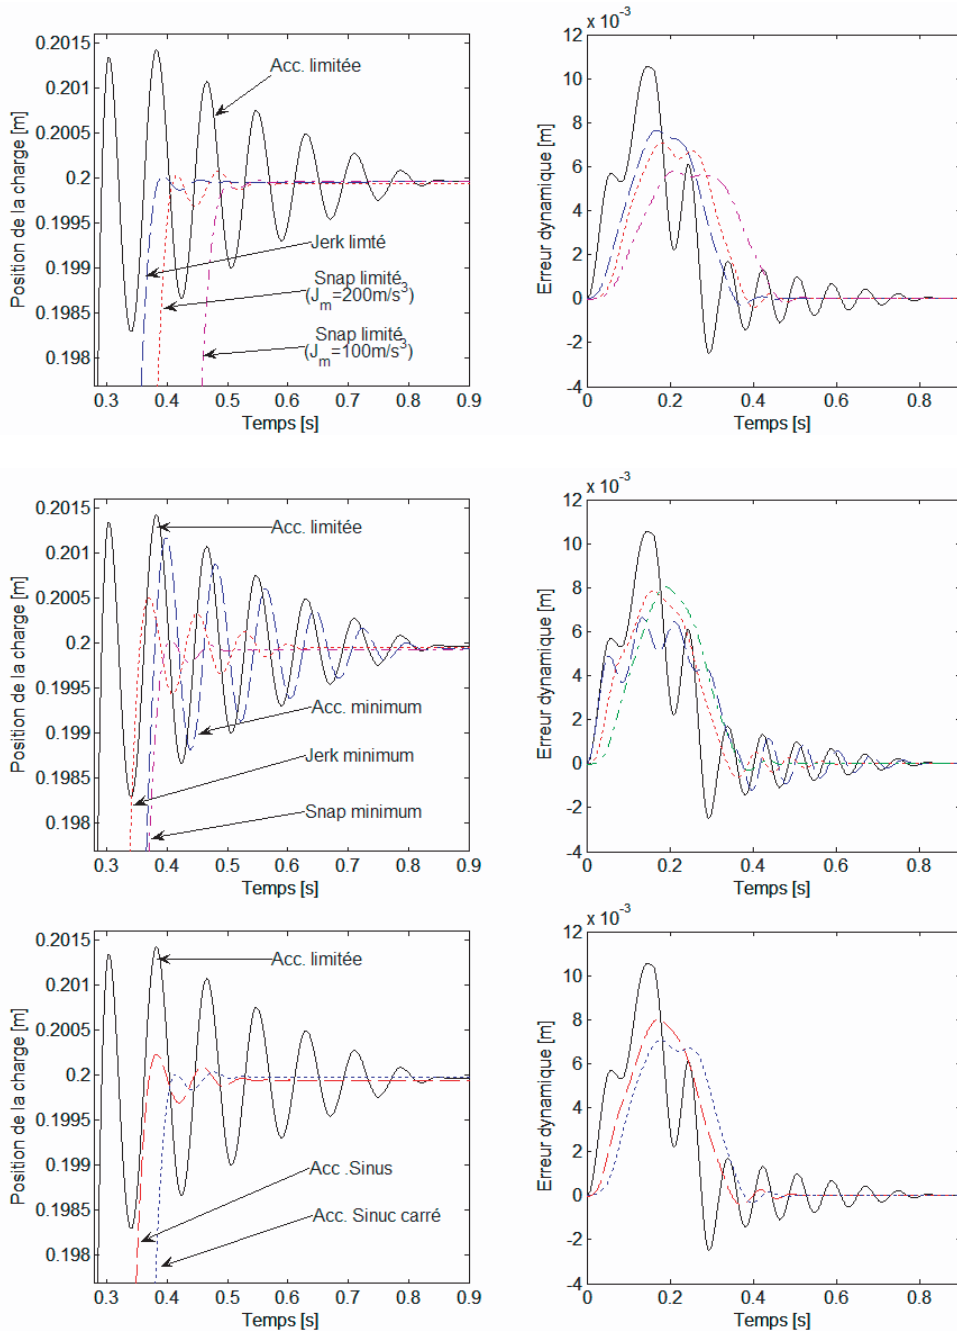 0.2015
0.201
0.2005
0.2
0.1995
0.199
0.1985
0.198
0.3 0.4 0.5 0.6 0.7 0.8 0.9
Position de la charge [m]
Temps [s]
Acc. limitée
Jerk limté
Snap limité
(J_m=200m/s³)
Snap limité
(J_m=100m/s³)
x 10⁻³
12
10
8
6
4
2
0
-2
-4
0 0.2 0.4 0.6 0.8
Erreur dynamique [m]
Temps [s]
0.2015
0.201
0.2005
0.2
0.1995
0.199
0.1985
0.198
0.3 0.4 0.5 0.6 0.7 0.8 0.9
Position de la charge [m]
Temps [s]
Acc. limitée
Acc. minimum
Jerk minimum
Snap minimum
x 10⁻³
12
10
8
6
4
2
0
-2
-4
0 0.2 0.4 0.6 0.8
Erreur dynamique [m]
Temps [s]
0.2015
0.201
0.2005
0.2
0.1995
0.199
0.1985
0.198
0.3 0.4 0.5 0.6 0.7 0.8 0.9
Position de la charge [m]
Temps [s]
Acc. limitée
Acc .Sinus
Acc. Sinuc carré
x 10⁻³
12
10
8
6
4
2
0
-2
-4
0 0.2 0.4 0.6 0.8
Erreur dynamique [m]
Temps [s]